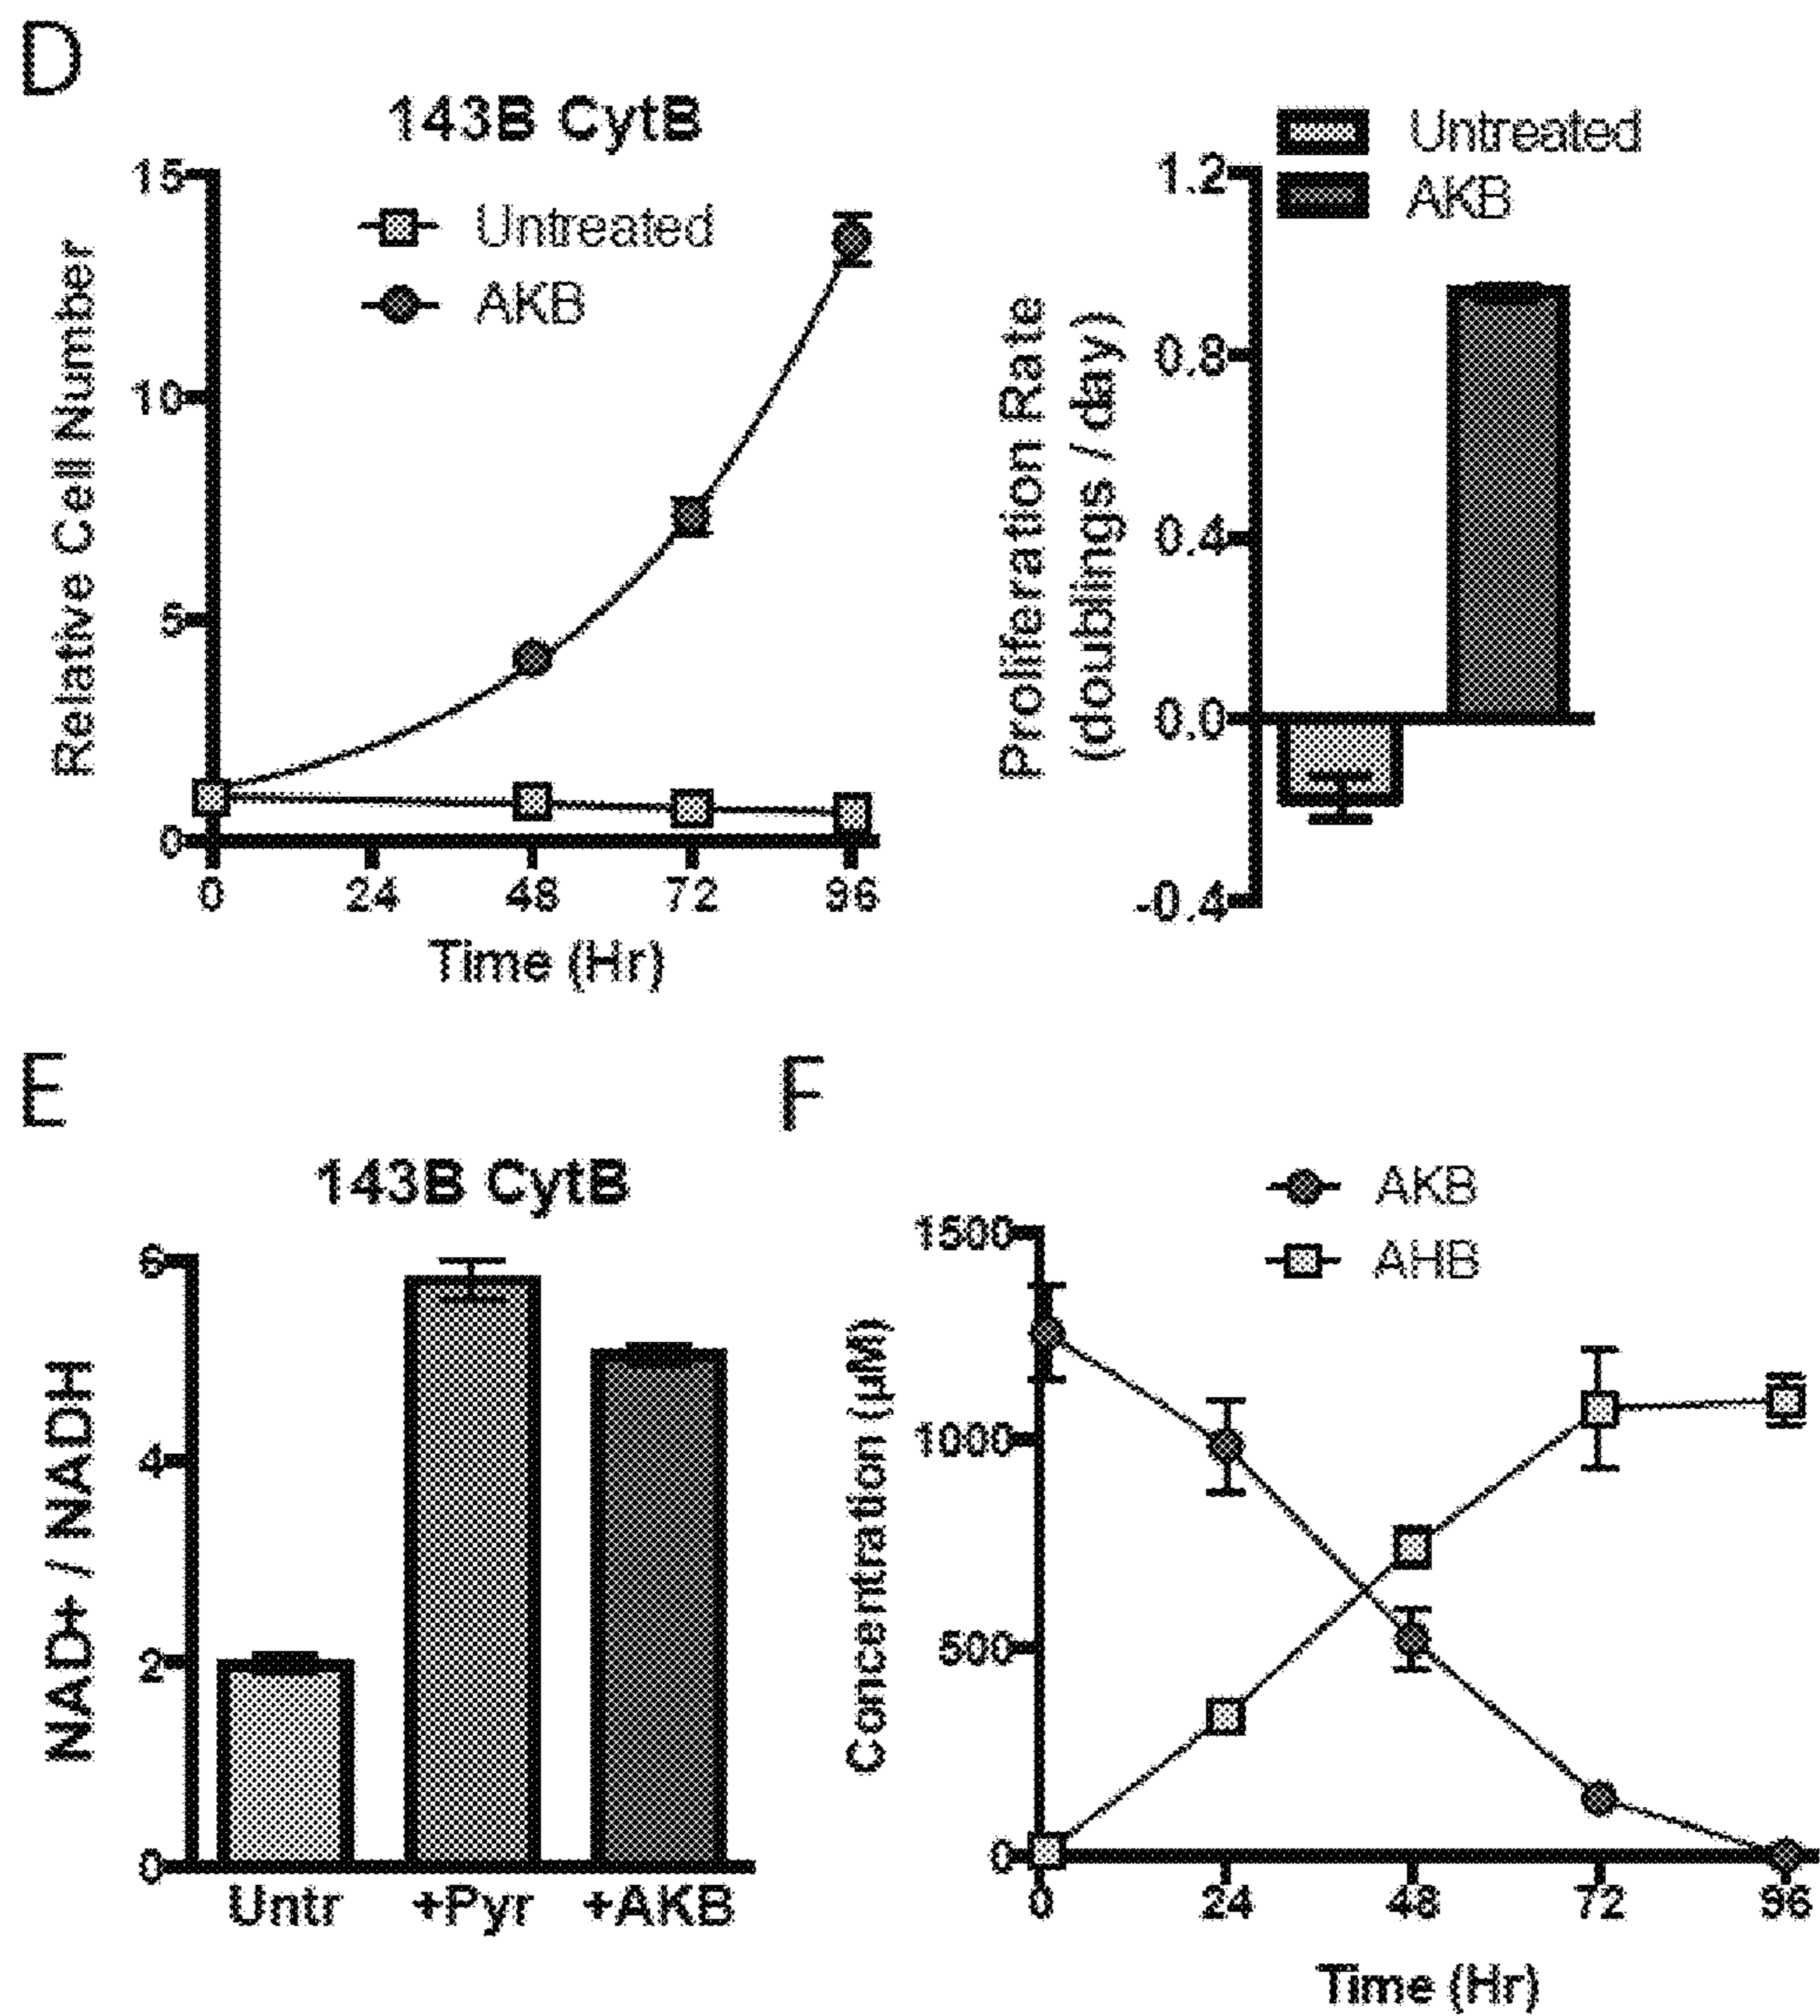 D
143B CytB
Untreated
AKB
Relative Cell Number
15
10
5
0
0 24 48 72 96
Time (Hr)
Untreated
AKB
Proliferation Rate
(doublings / day)
1.2
0.8
0.4
0.0
-0.4
E
143B CytB
NAD+ / NADH
6
4
2
0
Untr +Pyr +AKB
F
AKB
AHB
Concentration (µM)
1500
1000
500
0
0 24 48 72 96
Time (Hr)